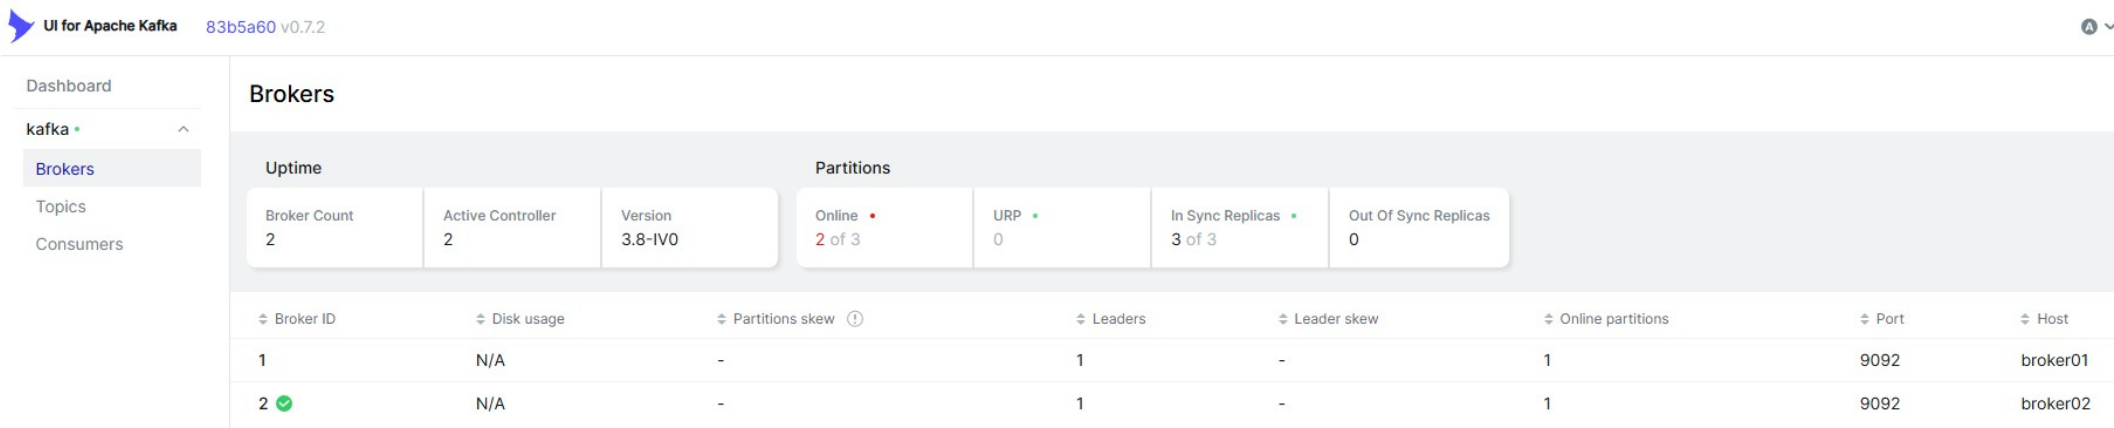 UI for Apache Kafka 83b5a60 v0.7.2 A
Dashboard
kafka
Brokers
Topics
Consumers
Brokers
Uptime
Broker Count Active Controller Version
2 2 3.8-IV0
Partitions
Online URP In Sync Replicas Out Of Sync Replicas
2 of 3 0 3 of 3 0
Broker ID Disk usage Partitions skew Leaders Leader skew Online partitions Port Host
1 N/A - 1 - 1 9092 broker01
2 N/A - 1 - 1 9092 broker02